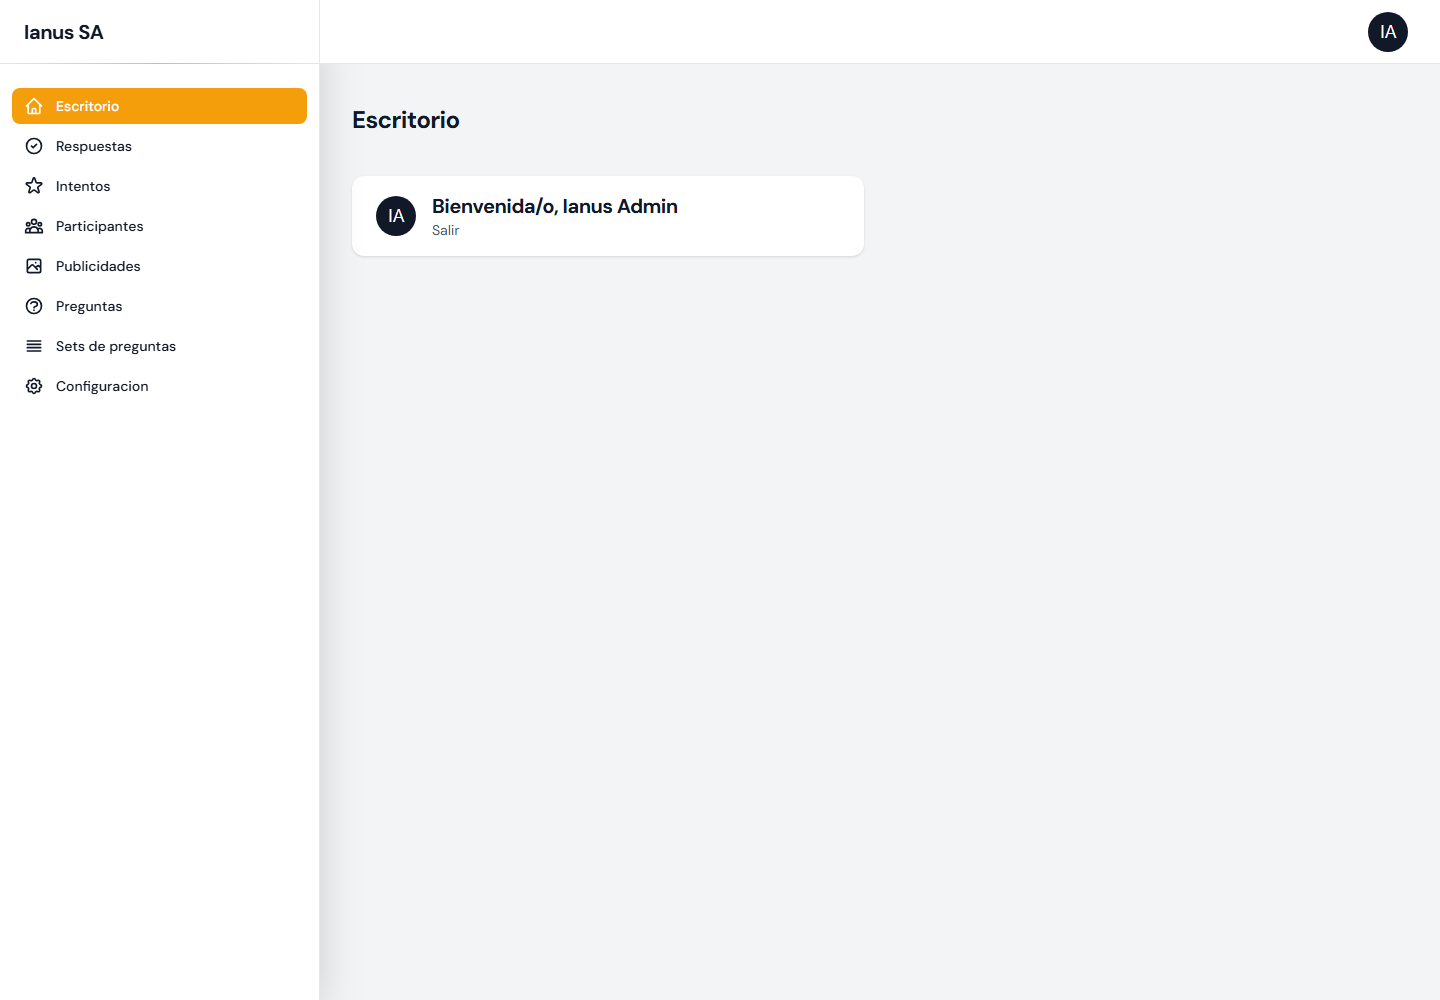 Ianus SA
IA
Escritorio
Respuestas
Intentos
Participantes
Publicidades
Preguntas
Sets de preguntas
Configuracion
Escritorio
IA
Bienvenida/o, Ianus Admin
Salir